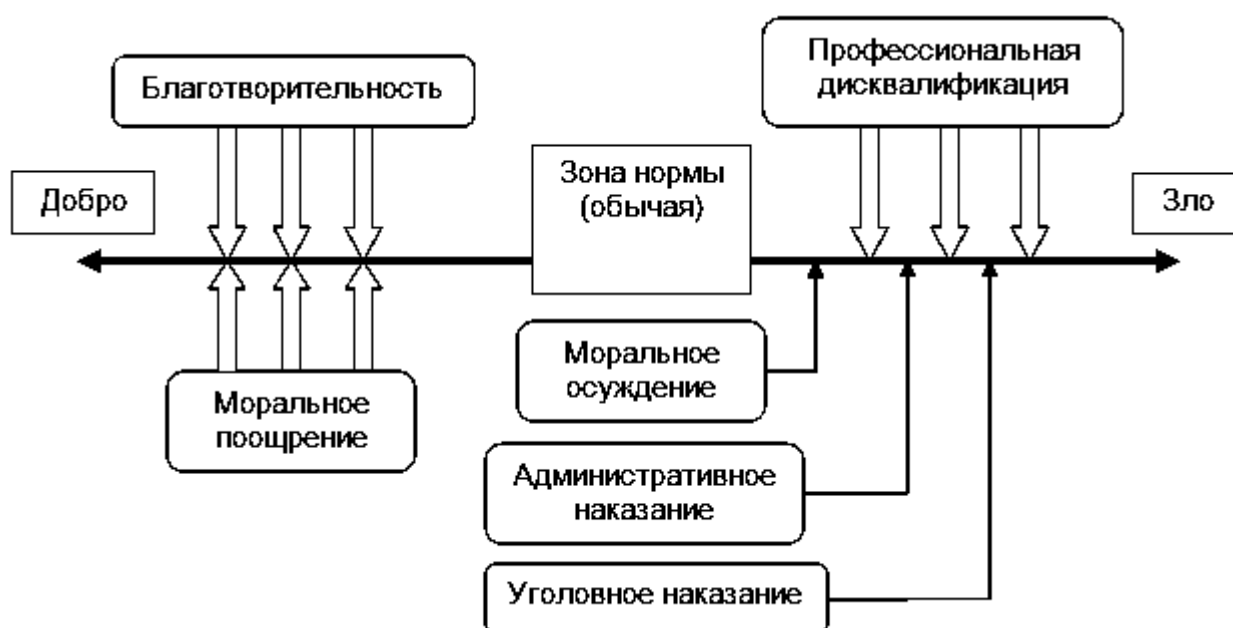 Благотворительность
Профессиональная
дисквалификация
Добро
Зона нормы
(обычая)
Зло
Моральное
поощрение
Моральное
осуждение
Административное
наказание
Уголовное наказание